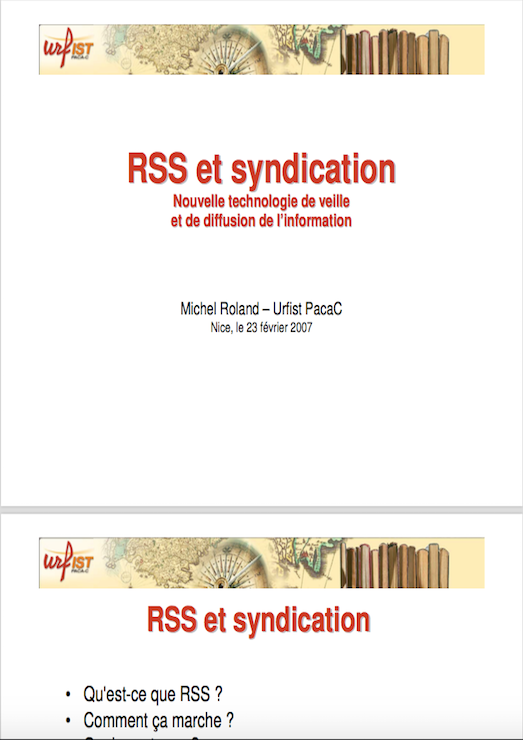 urfIST
PACA-C
RSS et syndication
Nouvelle technologie de veille
et de diffusion de l'information
Michel Roland – Urfist PacaC
Nice, le 23 février 2007
urfIST
PACA-C
RSS et syndication
• Qu'est-ce que RSS ?
• Comment ça marche ?